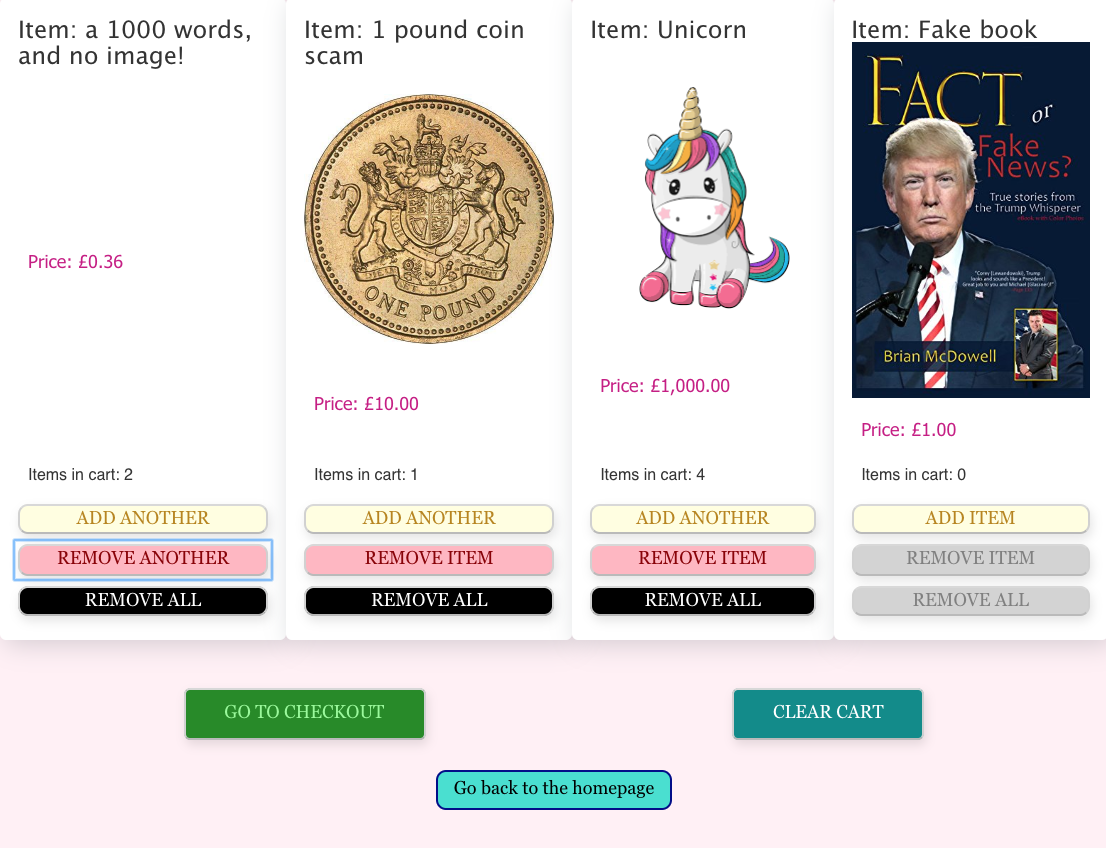 Item: a 1000 words,
and no image!
Price: £0.36
Items in cart: 2
ADD ANOTHER
REMOVE ANOTHER
REMOVE ALL
Item: 1 pound coin
scam
ONE POUND
Price: £10.00
Items in cart: 1
ADD ANOTHER
REMOVE ITEM
REMOVE ALL
Item: Unicorn
Price: £1,000.00
Items in cart: 4
ADD ANOTHER
REMOVE ITEM
REMOVE ALL
Item: Fake book
FACT
or
Fake
News?
True stories from
the Trump Whisperer
Brian McDowell
Price: £1.00
Items in cart: 0
ADD ITEM
REMOVE ITEM
REMOVE ALL
GO TO CHECKOUT
CLEAR CART
Go back to the homepage